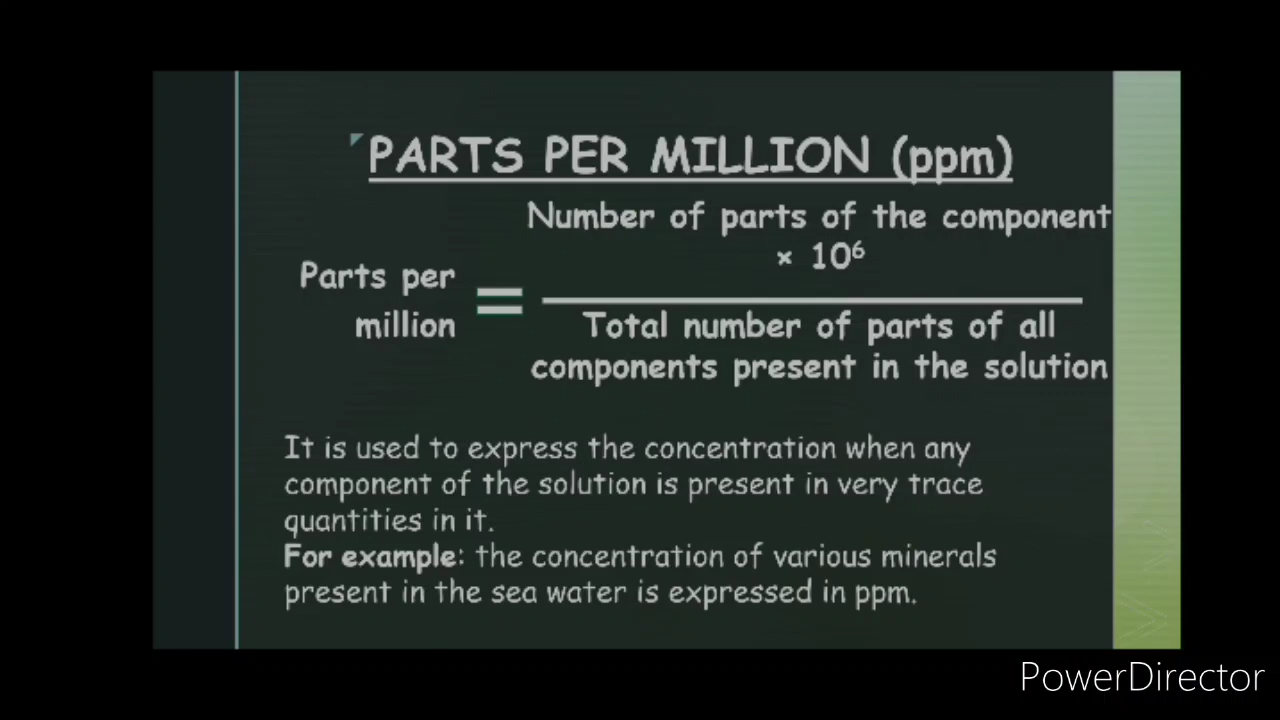 PARTS PER MILLION (ppm)
Parts per
million
=
Number of parts of the component
× 10⁶
Total number of parts of all
components present in the solution
It is used to express the concentration when any
component of the solution is present in very trace
quantities in it.
For example: the concentration of various minerals
present in the sea water is expressed in ppm.
PowerDirector